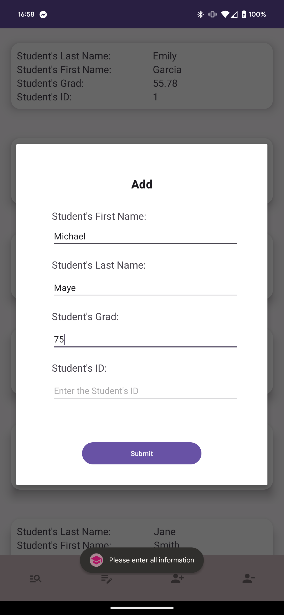 16:58
100%
Student's Last Name: Emily
Student's First Name: Garcia
Student's Grad: 55.78
Student's ID: 1
Add
Student's First Name:
Michael
Student's Last Name:
Maye
Student's Grad:
75
Student's ID:
Enter the Student's ID
Submit
Student's Last Name: Jane
Student's First Name: Smith
Please enter all information